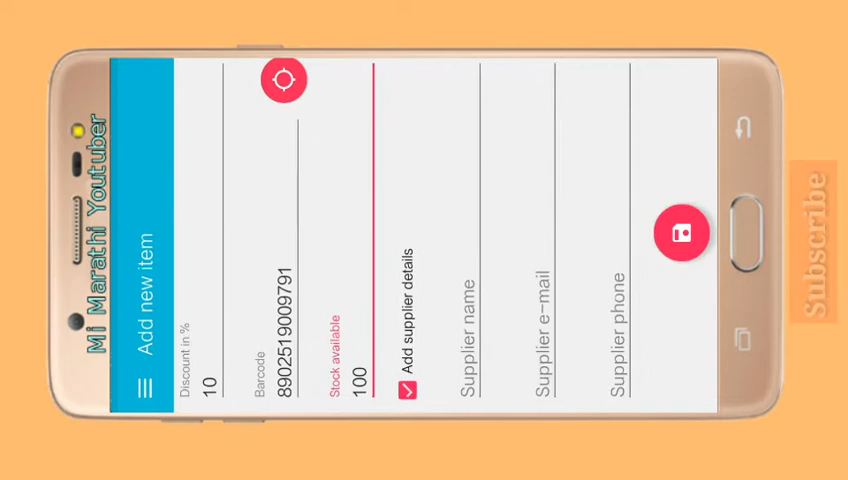 Mi Marathi Youtuber
Add new item
Discount in %
10
Barcode
8902519009791
Stock available
100
Add supplier details
Supplier name
Supplier e-mail
Supplier phone
Subscribe